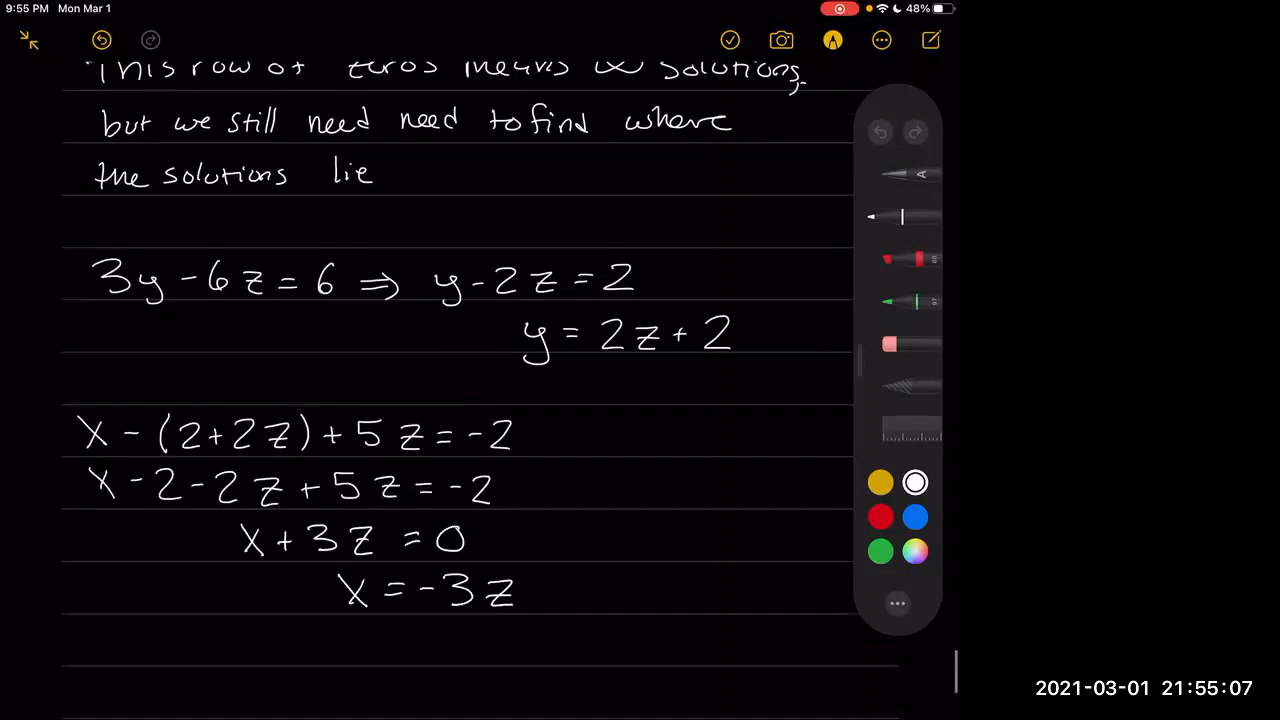 9:55 PM Mon Mar 1
48%
This row of zeros means ∞ solutions,
but we still need need to find where
the solutions lie
3y - 6z = 6 ⇒ y - 2z = 2
y = 2z + 2
x - (2+2z) + 5z = -2
x - 2 - 2z + 5z = -2
x + 3z = 0
x = -3z
A
2021-03-01 21:55:07